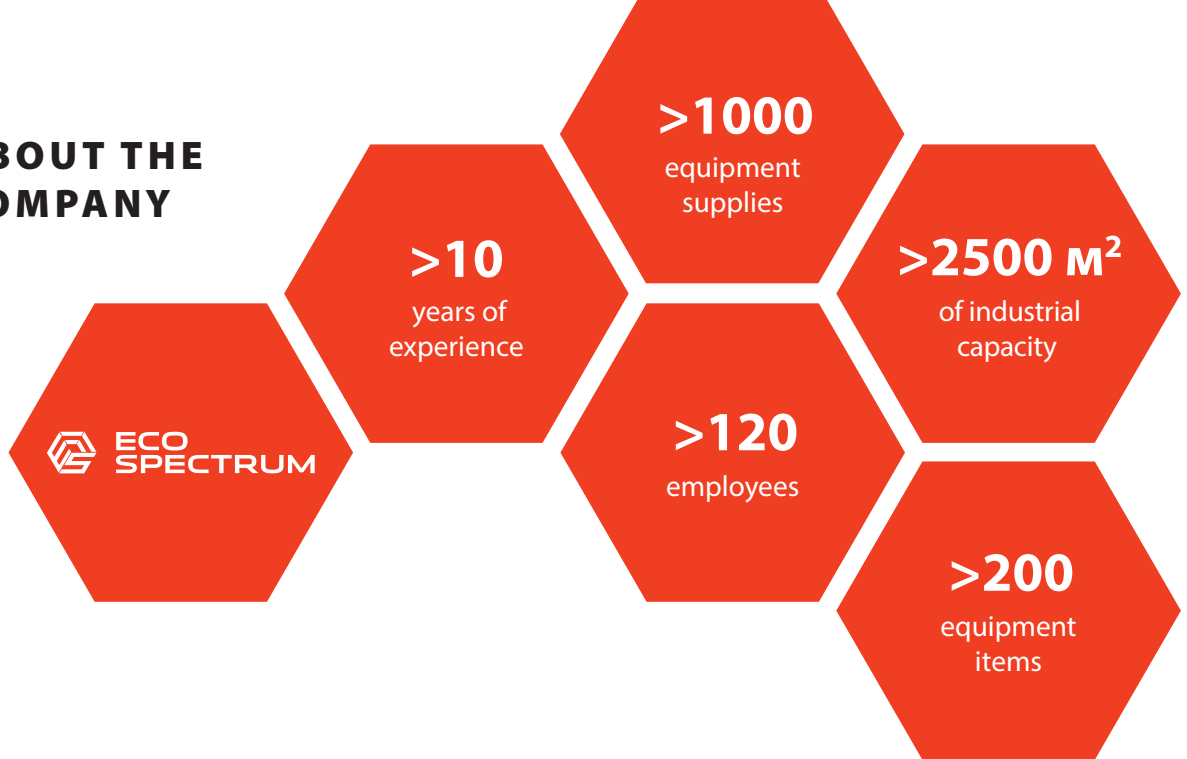 BOUT THE
OMPANY
ECO
SPECTRUM
>10
years of
experience
>1000
equipment
supplies
>120
employees
>2500 м²
of industrial
capacity
>200
equipment
items